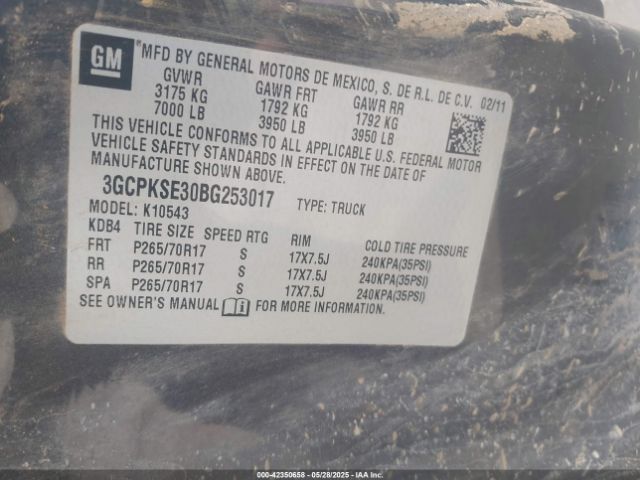 GM
MFD BY GENERAL MOTORS DE MEXICO, S. DE R.L. DE C.V. 02/11
GVWR GAWR FRT GAWR RR
3175 KG 1792 KG 1792 KG
7000 LB 3950 LB 3950 LB
THIS VEHICLE CONFORMS TO ALL APPLICABLE U.S. FEDERAL MOTOR
VEHICLE SAFETY STANDARDS IN EFFECT ON THE DATE OF
MANUFACTURE SHOWN ABOVE.
3GCPKSE30BG253017 TYPE: TRUCK
MODEL: K10543
KDB4 TIRE SIZE SPEED RTG RIM COLD TIRE PRESSURE
FRT P265/70R17 S 17X7.5J 240KPA(35PSI)
RR P265/70R17 S 17X7.5J 240KPA(35PSI)
SPA P265/70R17 S 17X7.5J 240KPA(35PSI)
SEE OWNER'S MANUAL FOR MORE INFORMATION.
000-42350658 - 05/28/2025 - IAA Inc.